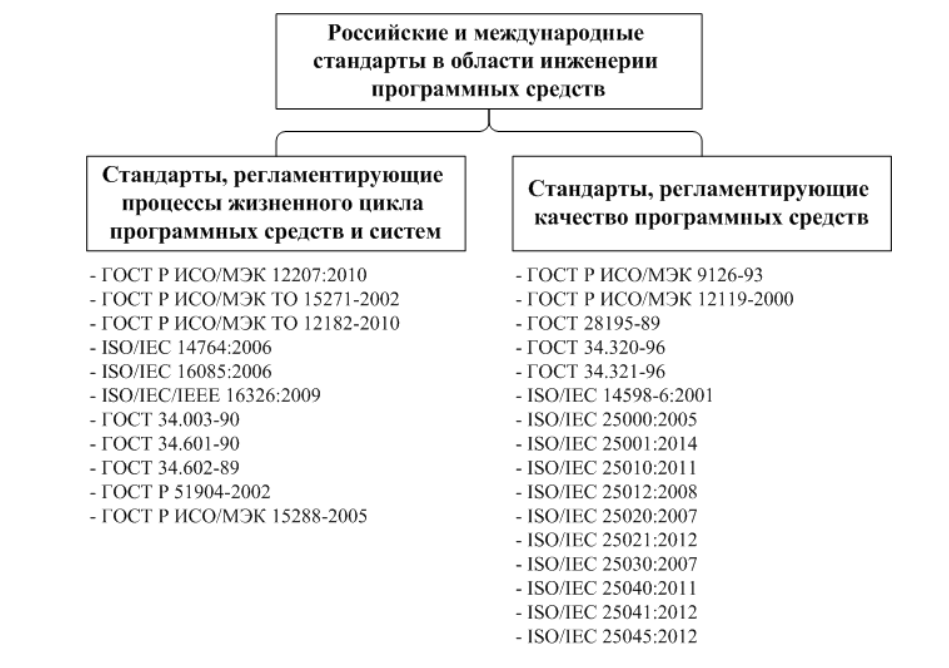 Российские и международные
стандарты в области инженерии
программных средств
Стандарты, регламентирующие
процессы жизненного цикла
программных средств и систем
- ГОСТ Р ИСО/МЭК 12207:2010
- ГОСТ Р ИСО/МЭК ТО 15271-2002
- ГОСТ Р ИСО/МЭК ТО 12182-2010
- ISO/IEC 14764:2006
- ISO/IEC 16085:2006
- ISO/IEC/IEEE 16326:2009
- ГОСТ 34.003-90
- ГОСТ 34.601-90
- ГОСТ 34.602-89
- ГОСТ Р 51904-2002
- ГОСТ Р ИСО/МЭК 15288-2005
Стандарты, регламентирующие
качество программных средств
- ГОСТ Р ИСО/МЭК 9126-93
- ГОСТ Р ИСО/МЭК 12119-2000
- ГОСТ 28195-89
- ГОСТ 34.320-96
- ГОСТ 34.321-96
- ISO/IEC 14598-6:2001
- ISO/IEC 25000:2005
- ISO/IEC 25001:2014
- ISO/IEC 25010:2011
- ISO/IEC 25012:2008
- ISO/IEC 25020:2007
- ISO/IEC 25021:2012
- ISO/IEC 25030:2007
- ISO/IEC 25040:2011
- ISO/IEC 25041:2012
- ISO/IEC 25045:2012